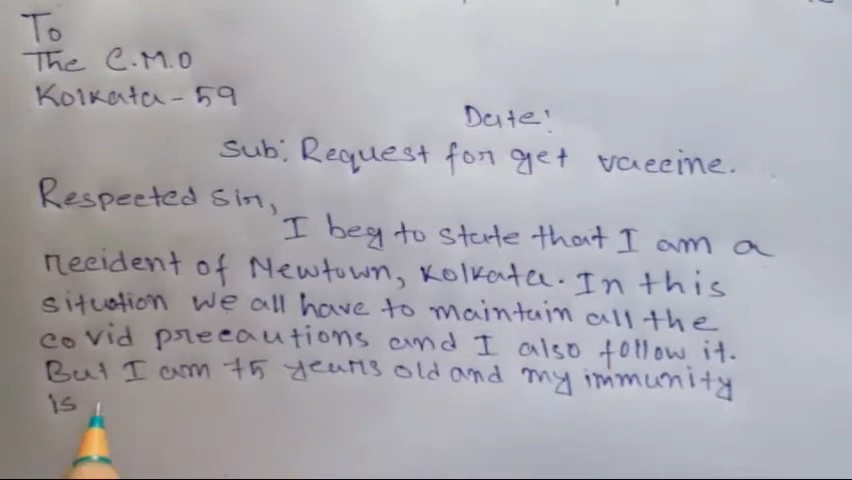 To
The C.M.O
Kolkata - 59
Date:
Sub: Request for get vaccine.
Respected Sir,
I beg to state that I am a
recident of Newtown, Kolkata. In this
situation we all have to maintain all the
covid precautions and I also follow it.
But I am 75 years old and my immunity
is